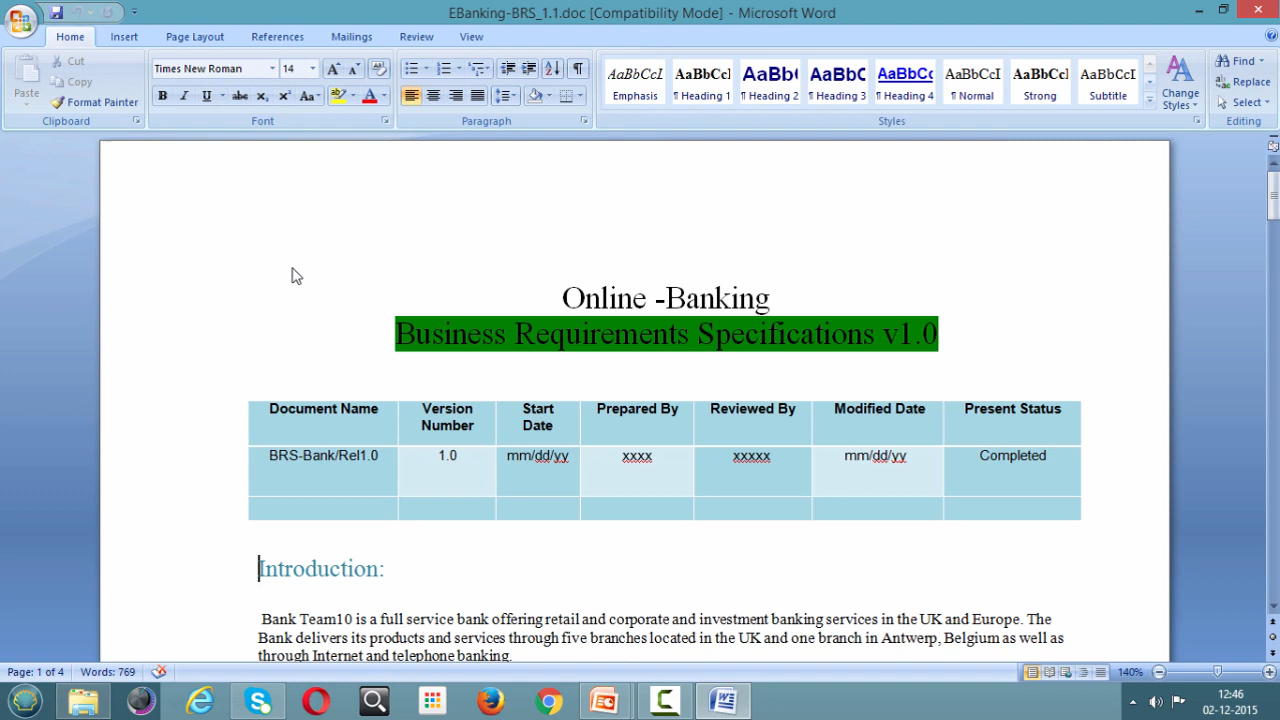 EBanking-BRS_1.1.doc [Compatibility Mode] - Microsoft Word
Home Insert Page Layout References Mailings Review View
Paste
Cut
Copy
Format Painter
Clipboard
Times New Roman 14
B I U abc x₂ x² Aa
Font
Paragraph
AaBbCcI AaBbCcI AaBbC AaBbC AaBbCc AaBbCcI AaBbCcI AaBbCcI
Emphasis ¶ Heading 1 ¶ Heading 2 ¶ Heading 3 ¶ Heading 4 ¶ Normal Strong Subtitle
Change Styles
Styles
Find
Replace
Select
Editing
Online -Banking
Business Requirements Specifications v1.0
Document Name Version Number Start Date Prepared By Reviewed By Modified Date Present Status
BRS-Bank/Rel1.0 1.0 mm/dd/yy xxxx xxxxx mm/dd/yy Completed
Introduction:
Bank Team10 is a full service bank offering retail and corporate and investment banking services in the UK and Europe. The
Bank delivers its products and services through five branches located in the UK and one branch in Antwerp, Belgium as well as
through Internet and telephone banking.
Page: 1 of 4 Words: 769 140%
12:46
02-12-2015